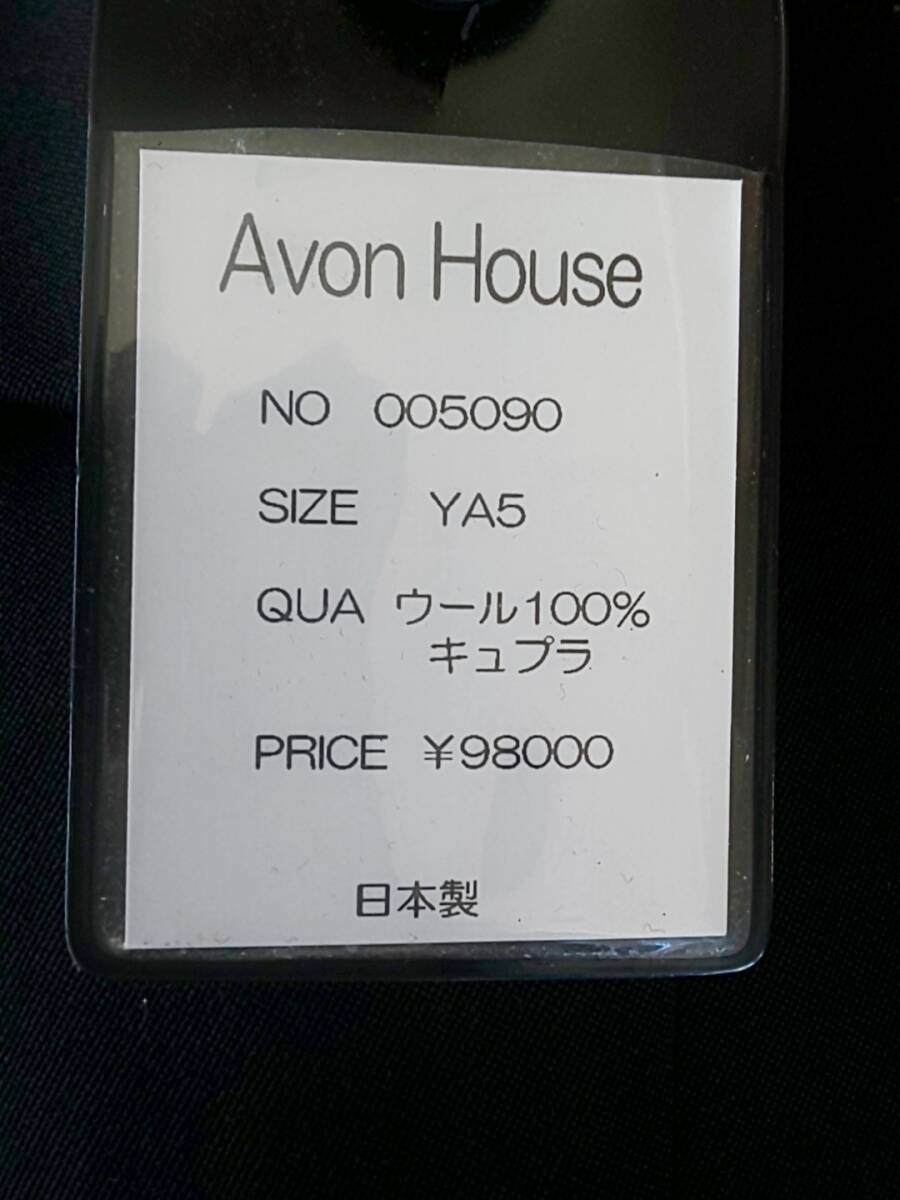 Avon House
NO 005090
SIZE YA5
QUA ウール100%
キュプラ
PRICE ¥98000
日本製